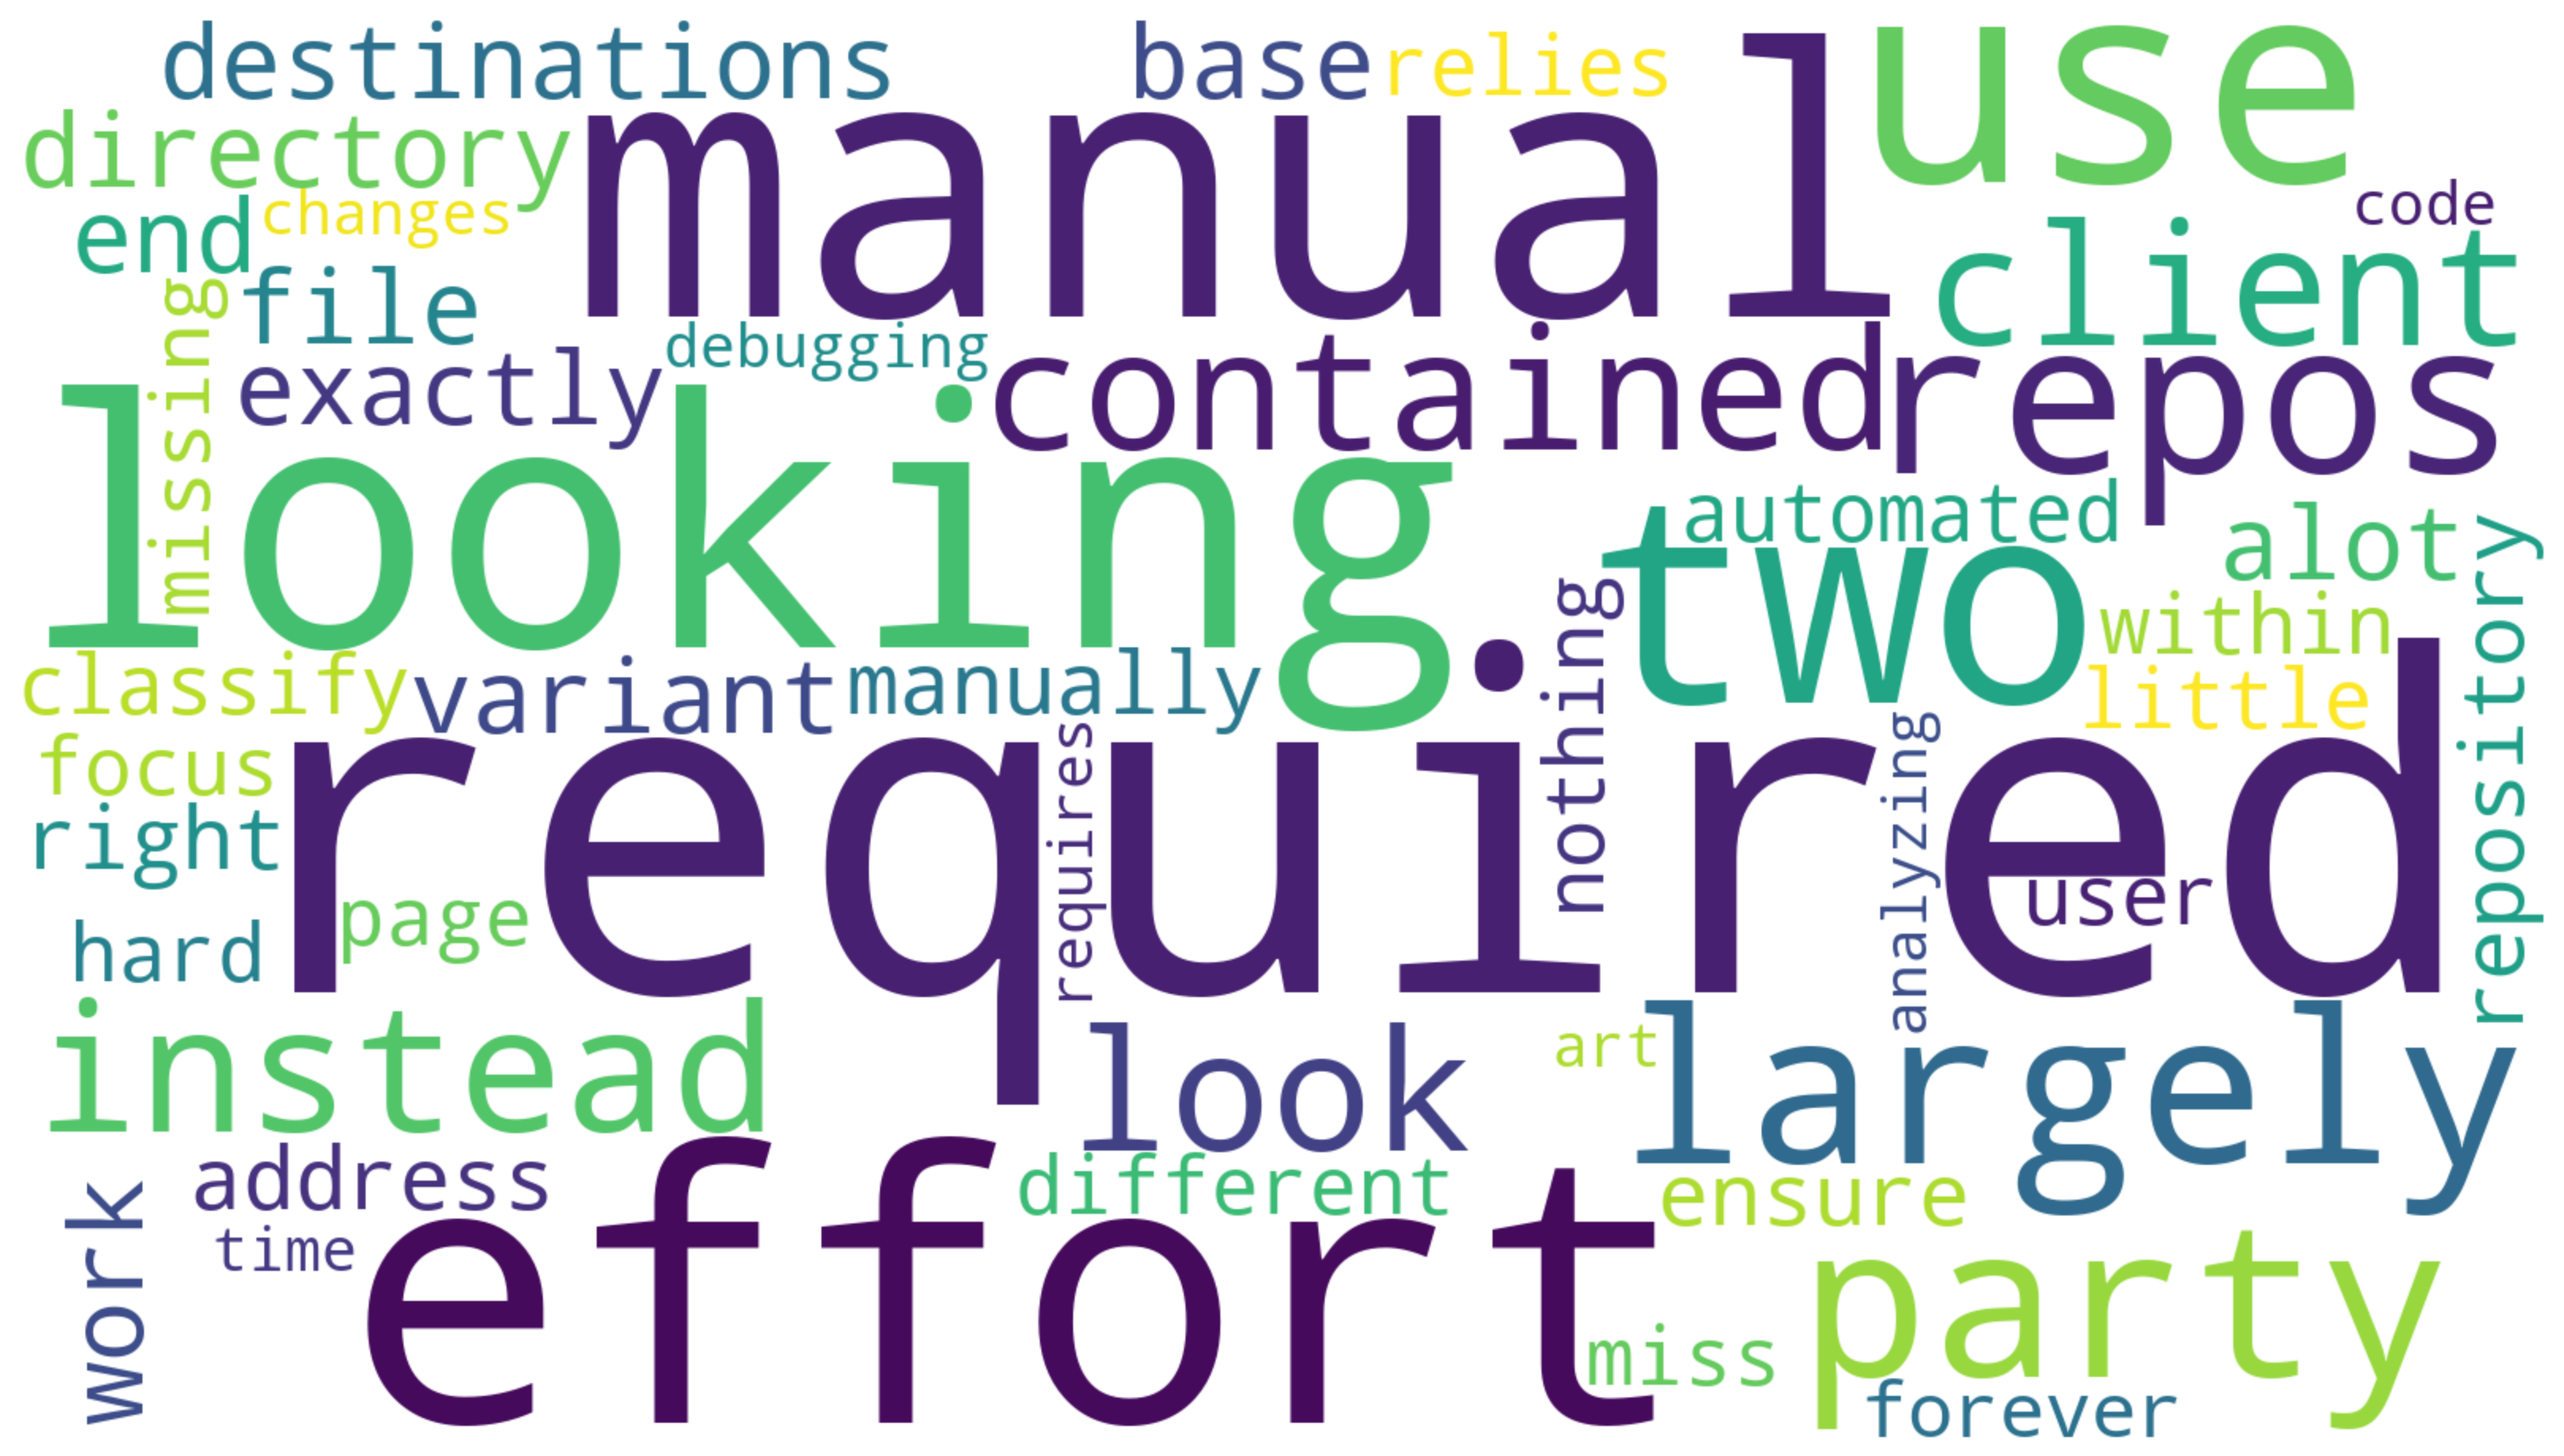 destinations
base
relies
use
manual
directory
code
changes
end
client
file
missing
debugging
exactly
contained
repos
looking
automated
two
alot
repository
nothing
within
classify
variant
manually
little
required
focus
requires
analyzing
right
user
page
hard
instead
look
art
largely
address
different
ensure
work
time
effort
party
miss
forever